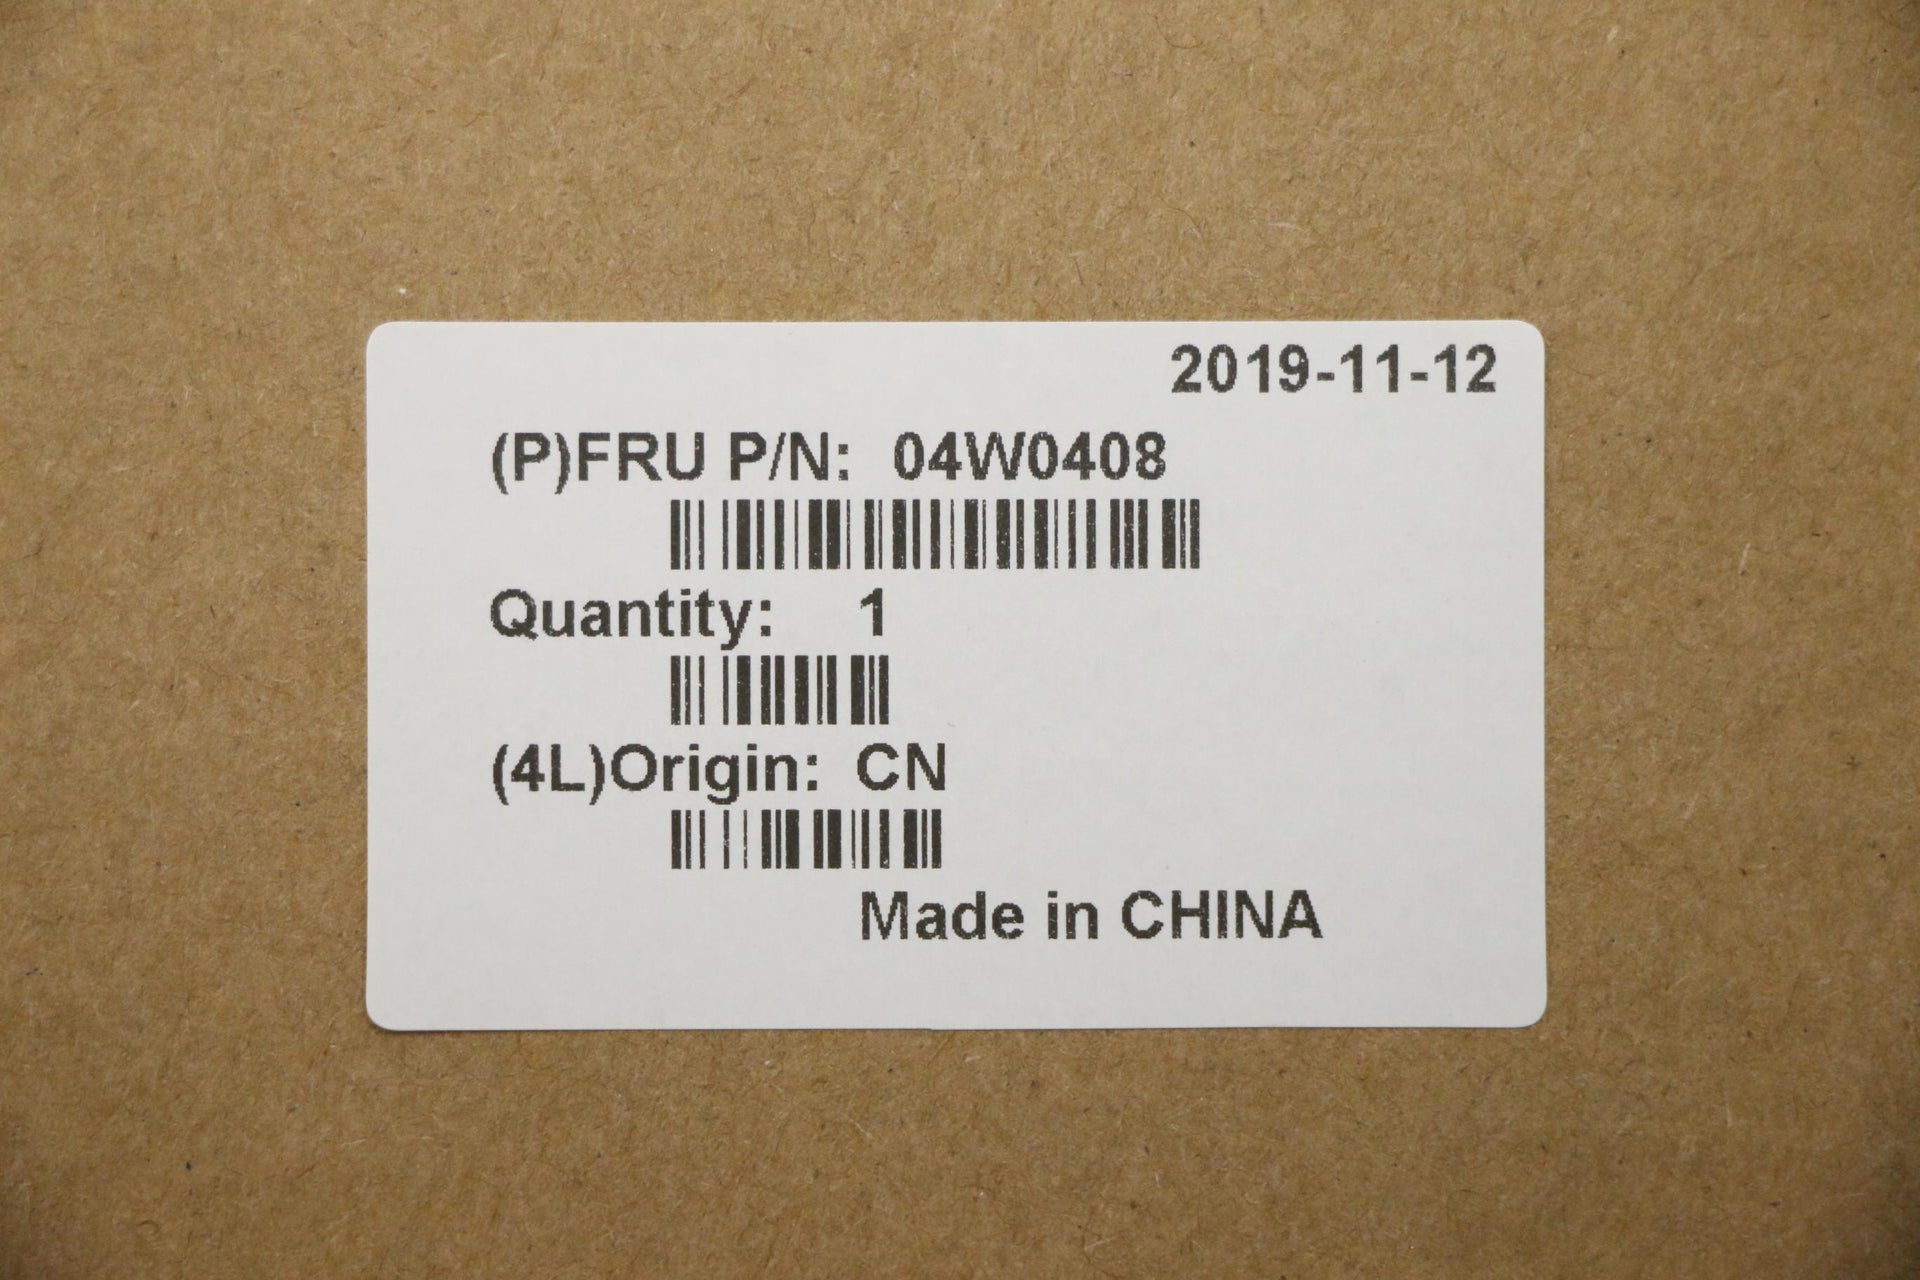 2019-11-12
(P)FRU P/N: 04W0408
Quantity: 1
(4L)Origin: CN
Made in CHINA